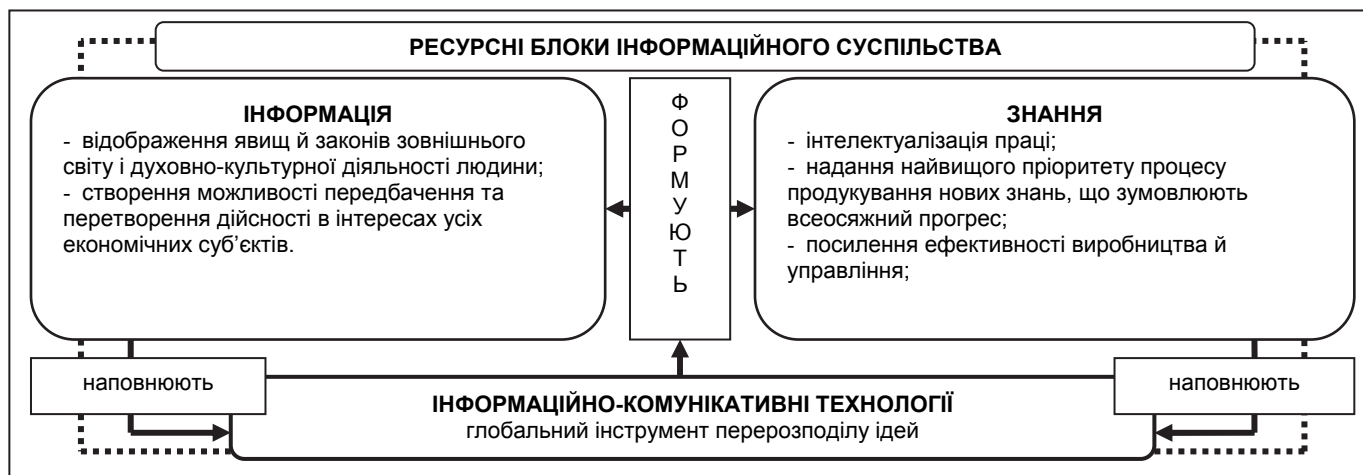 РЕСУРСНІ БЛОКИ ІНФОРМАЦІЙНОГО СУСПІЛЬСТВА
ІНФОРМАЦІЯ
- відображення явищ й законів зовнішнього
світу і духовно-культурної діяльності людини;
- створення можливості передбачення та
перетворення дійсності в інтересах усіх
економічних суб’єктів.
Ф
О
Р
М
У
Ю
Т
Ь
ЗНАННЯ
- інтелектуалізація праці;
- надання найвищого пріоритету процесу
продукування нових знань, що зумовлюють
всеосяжний прогрес;
- посилення ефективності виробництва й
управління;
наповнюють
ІНФОРМАЦІЙНО-КОМУНІКАТИВНІ ТЕХНОЛОГІЇ
глобальний інструмент перерозподілу ідей
наповнюють